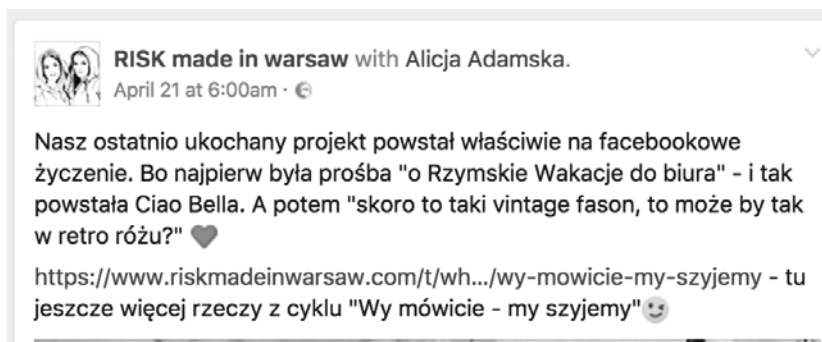 RISK made in warsaw with Alicja Adamska.
April 21 at 6:00am ·
Nasz ostatnio ukochany projekt powstał właściwie na facebookowe
życzenie. Bo najpierw była prośba "o Rzymskie Wakacje do biura" - i tak
powstała Ciao Bella. A potem "skoro to taki vintage fason, to może by tak
w retro różu?" 🖤
https://www.riskmadeinwarsaw.com/t/wh.../wy-mowicie-my-szyjemy - tu
jeszcze więcej rzeczy z cyklu "Wy mówicie - my szyjemy" 😉